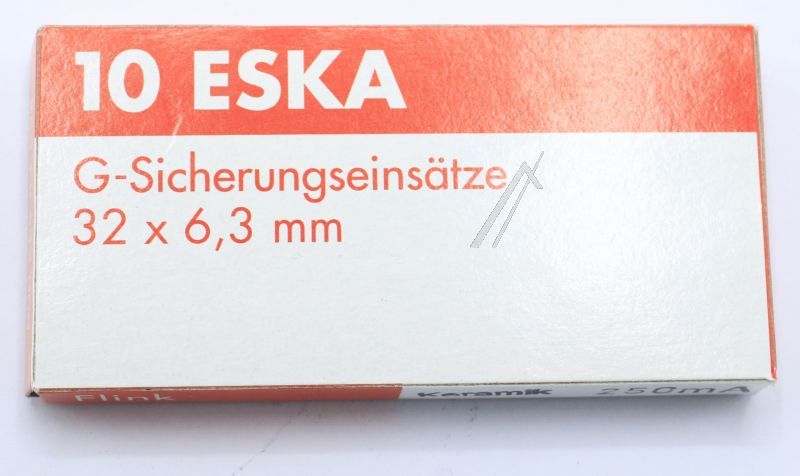 10 ESKA
G-Sicherungseinsätze
32 x 6,3 mm
Flink Keramik 250mA